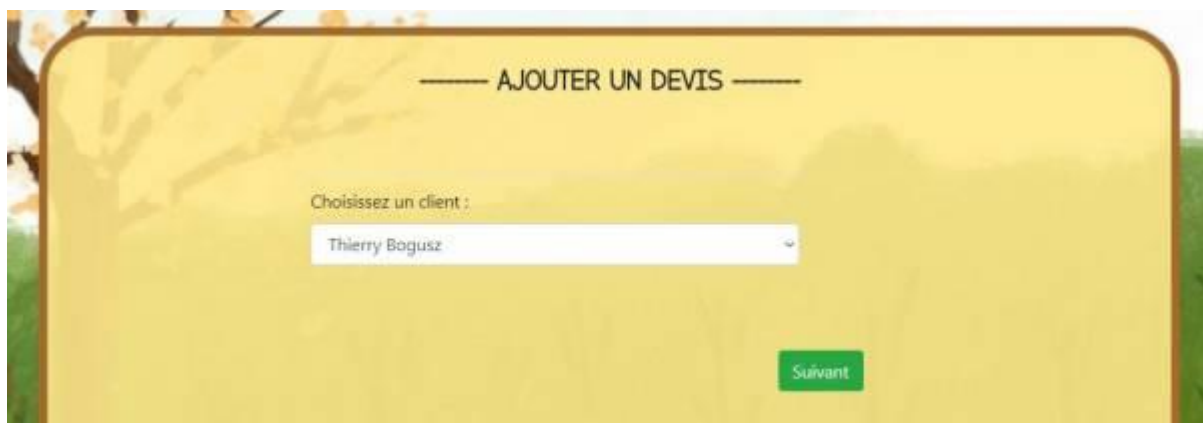 -------- AJOUTER UN DEVIS --------
Choisissez un client :
Thierry Bogusz
Suivant